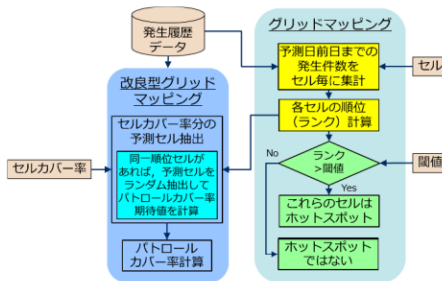 発生履歴
データ
グリッドマッピング
予測日前日までの
発生件数を
セル毎に集計
セル
各セルの順位
（ランク）計算
改良型グリッド
マッピング
セルカバー率分の
予測セル抽出
同一順位セルが
あれば，予測セルを
ランダム抽出して
パトロールカバー率
期待値を計算
セルカバー率
パトロール
カバー率計算
ランク
>閾値
閾値
No
Yes
これらのセルは
ホットスポット
ホットスポット
ではない